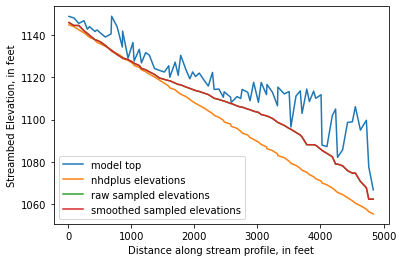 1140
1120
1100
1080
1060
Streambed Elevation, in feet
model top
nhdplus elevations
raw sampled elevations
smoothed sampled elevations
0
1000
2000
3000
4000
5000
Distance along stream profile, in feet